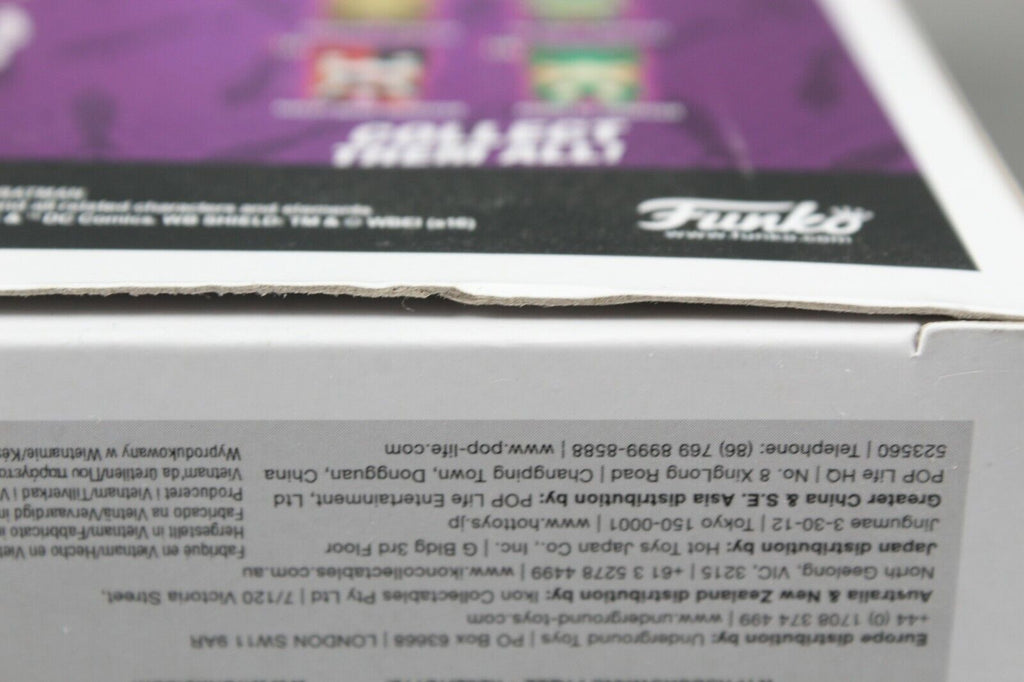 COLLECT
THEM ALL!
BATMAN
and all related characters and elements
& ™ DC Comics. WB SHIELD: TM & © WBEI (s16)
Funko
www.funko.com
Europe distribution by: Underground Toys | PO Box 63668 | LONDON SW11 9AR
+44 (0) 1708 374 499 | www.underground-toys.com
Australia & New Zealand distribution by: Ikon Collectables Pty Ltd | 7/120 Victoria Street,
North Geelong, VIC, 3215 | +61 3 5278 4499 | www.ikoncollectables.com.au
Japan distribution by: Hot Toys Japan Co., Inc. | G Bldg 3rd Floor
Jingumae 3-30-12 | Tokyo 150-0001 | www.hottoys.jp
Greater China & S.E. Asia distribution by: POP Life Entertainment, Ltd
POP Life HQ | No. 8 XingLong Road | Changping Town, Dongguan, China
523560 | Telephone: (86) 769 8999-8588 | www.pop-life.com
Fabriqué en Vietnam/Hecho en
Hergestellt in Vietnam/Fabbricato in
Fabricado na Vietnã/Vervaardigd in
Produceret i Vietnam/Tillverkad i
Vietnam'da üretilen/Που παράγεται
Wyprodukowany w Wietnamie/